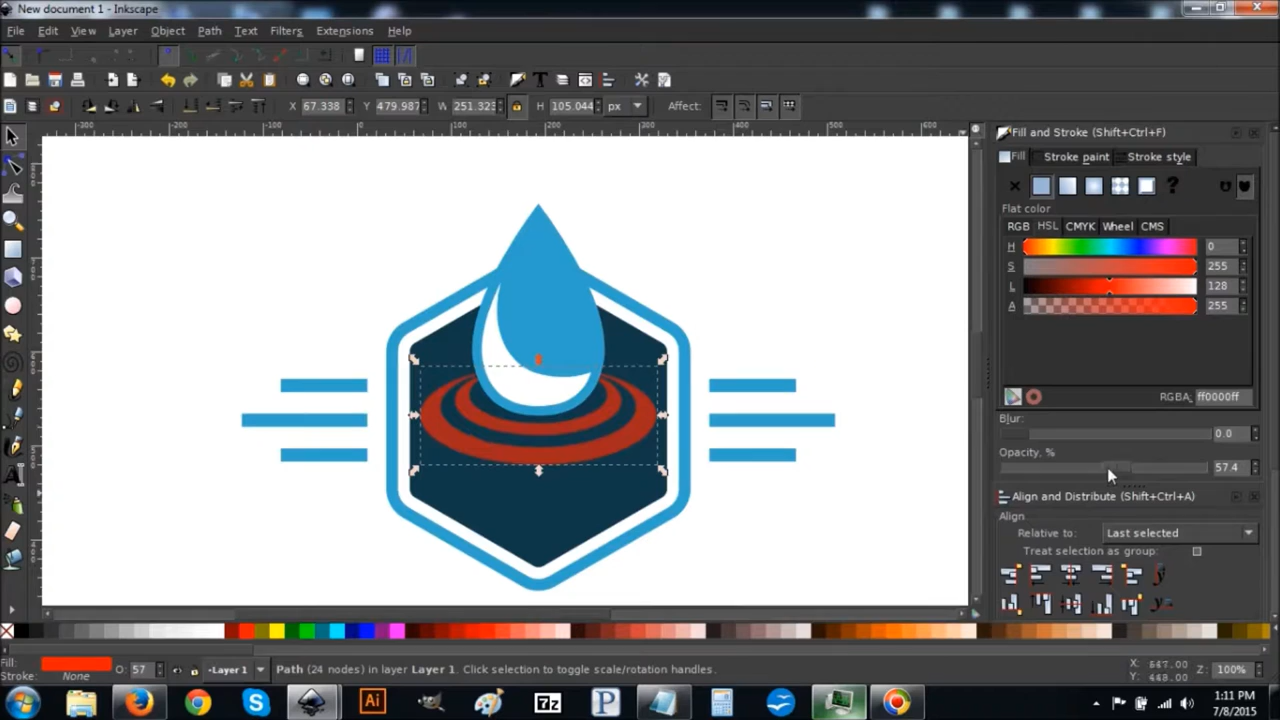 New document 1 - Inkscape
File Edit View Layer Object Path Text Filters Extensions Help
X 67.338 Y 479.987 W 251.323 H 105.044 px Affect:
Fill and Stroke (Shift+Ctrl+F)
Fill Stroke paint Stroke style
Flat color
RGB HSL CMYK Wheel CMS
H 0
S 255
L 128
A 255
RGBA: ff0000ff
Blur:
0.0
Opacity, %
57.4
Align and Distribute (Shift+Ctrl+A)
Align
Relative to: Last selected
Treat selection as group:
Fill:
Stroke: None
O: 57
Layer 1
Path (24 nodes) in layer Layer 1. Click selection to toggle scale/rotation handles.
X: 667.00
Y: 448.00
Z: 100%
Ai
7z
P
1:11 PM
7/8/2015